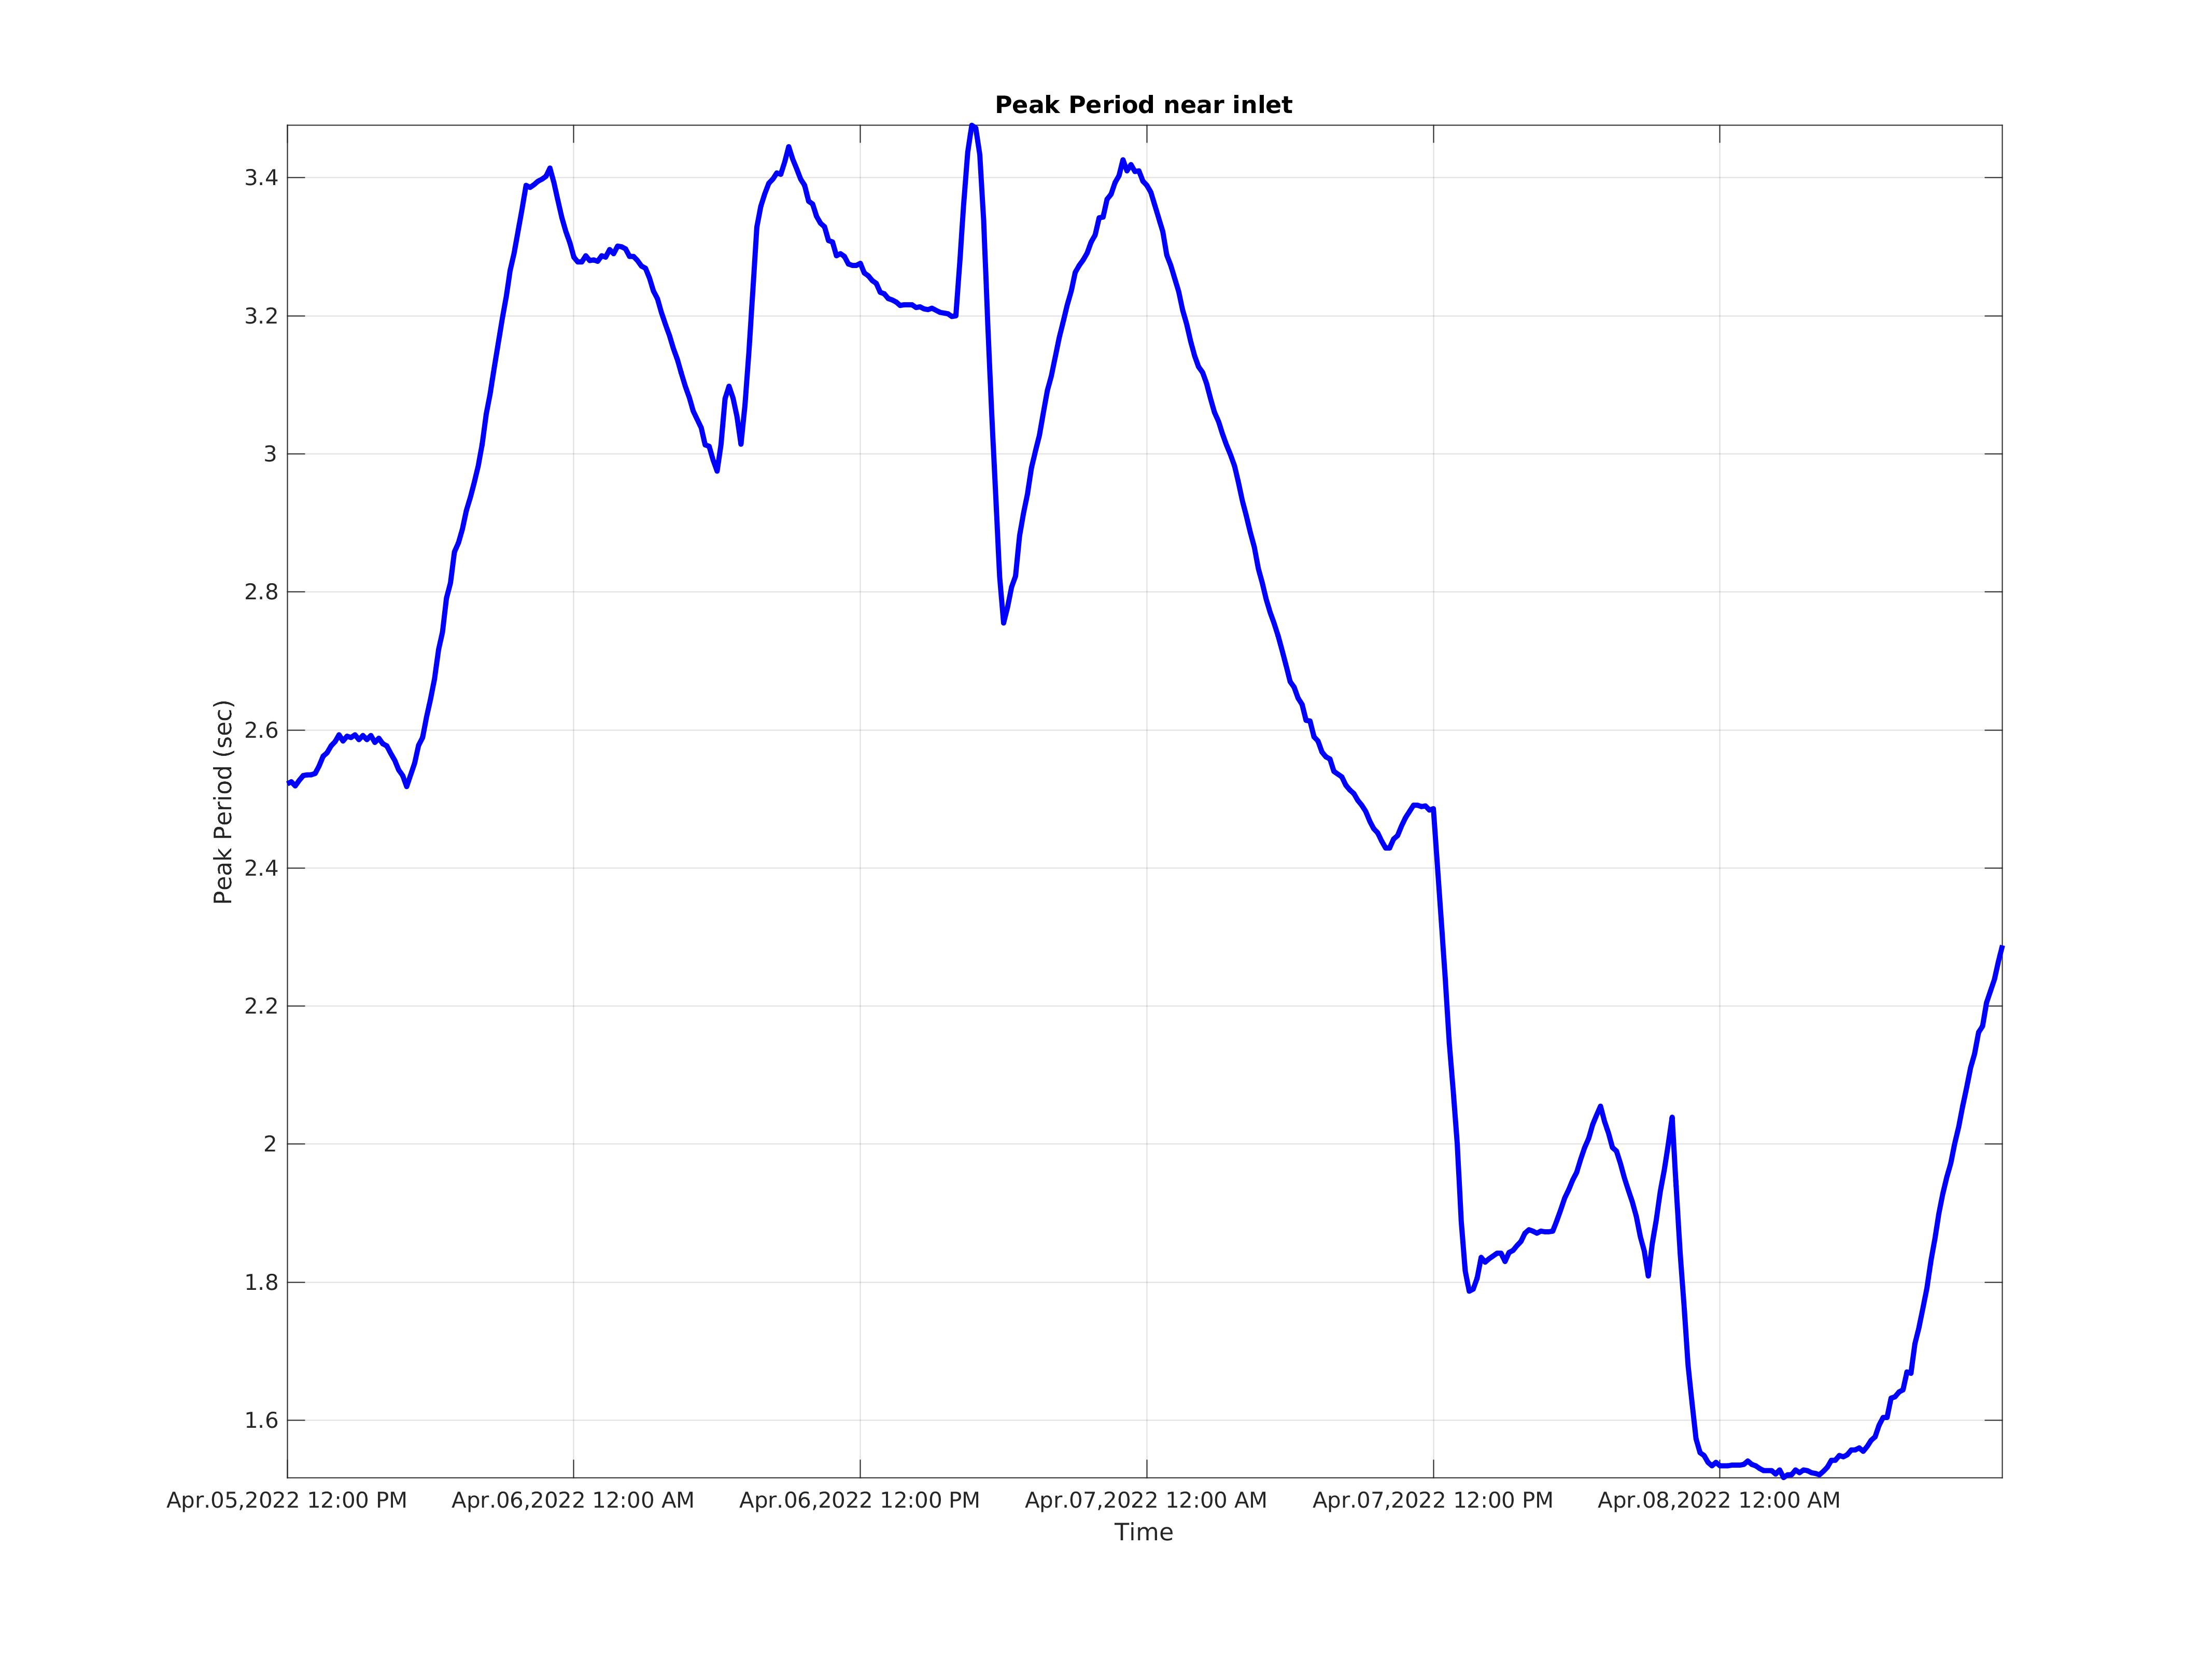 Peak Period near inlet
3.4
3.2
3
2.8
2.6
2.4
2.2
2
1.8
1.6
Peak Period (sec)
Apr.05,2022 12:00 PM Apr.06,2022 12:00 AM Apr.06,2022 12:00 PM Apr.07,2022 12:00 AM Apr.07,2022 12:00 PM Apr.08,2022 12:00 AM
Time